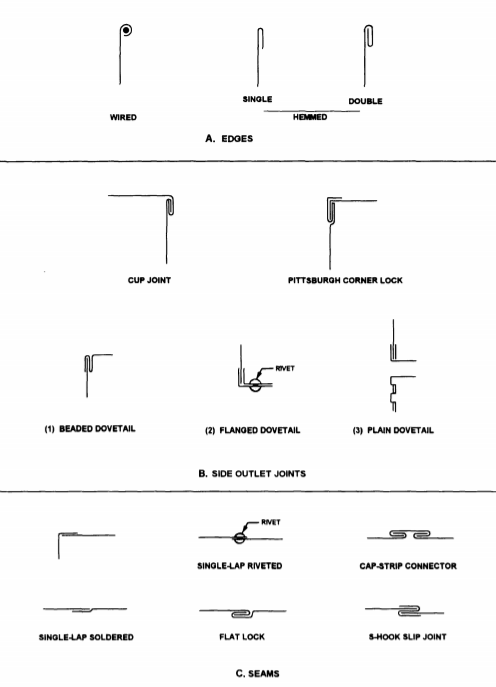 SINGLE
DOUBLE
WIRED
HEMMED
A. EDGES
CUP JOINT
PITTSBURGH CORNER LOCK
RIVET
(1) BEADED DOVETAIL
(2) FLANGED DOVETAIL
(3) PLAIN DOVETAIL
B. SIDE OUTLET JOINTS
RIVET
SINGLE-LAP RIVETED
CAP-STRIP CONNECTOR
SINGLE-LAP SOLDERED
FLAT LOCK
S-HOOK SLIP JOINT
C. SEAMS